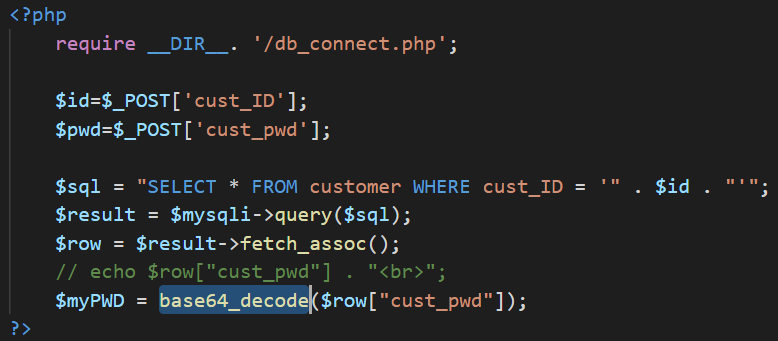 <?php
require __DIR__. '/db_connect.php';
$id=$_POST['cust_ID'];
$pwd=$_POST['cust_pwd'];
$sql = "SELECT * FROM customer WHERE cust_ID = '" . $id . "'";
$result = $mysqli->query($sql);
$row = $result->fetch_assoc();
// echo $row["cust_pwd"] . "<br>";
$myPWD = base64_decode($row["cust_pwd"]);
?>